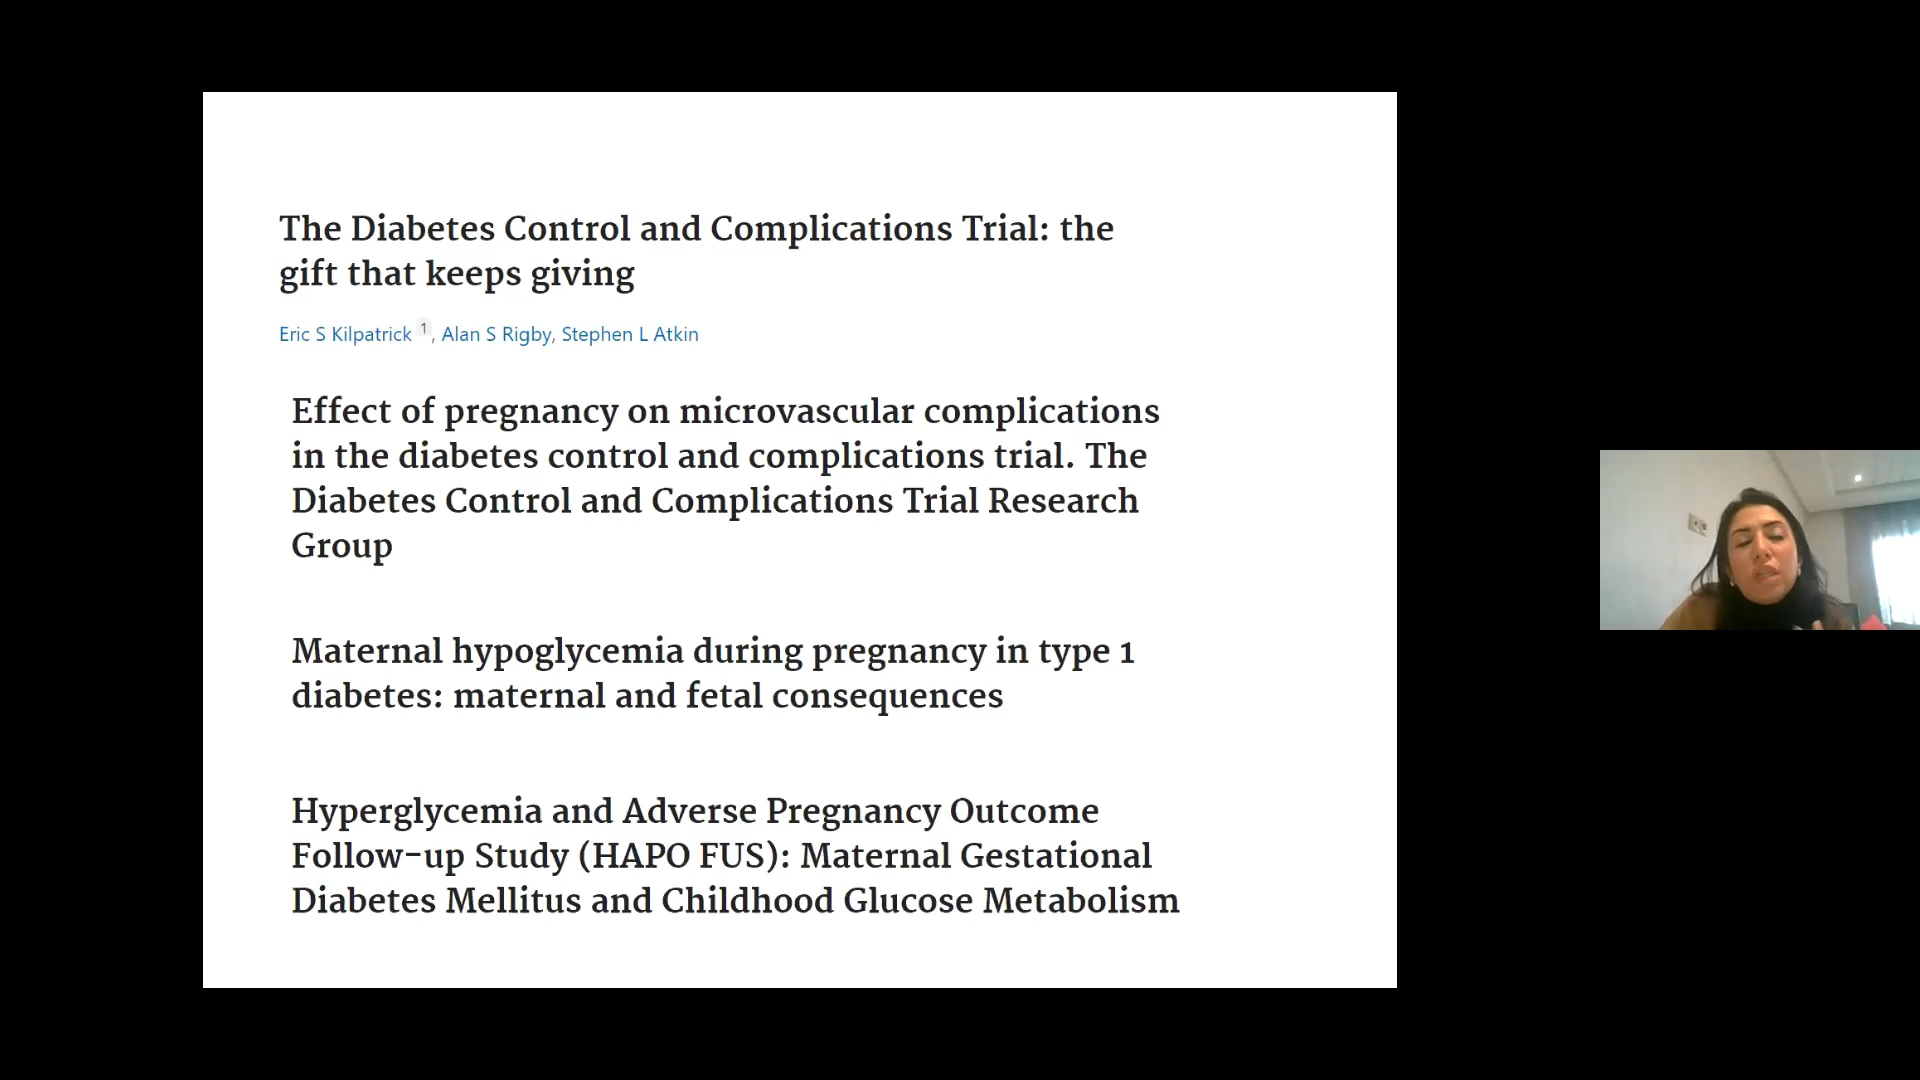 The Diabetes Control and Complications Trial: the
gift that keeps giving
Eric S Kilpatrick 1, Alan S Rigby, Stephen L Atkin
Effect of pregnancy on microvascular complications
in the diabetes control and complications trial. The
Diabetes Control and Complications Trial Research
Group
Maternal hypoglycemia during pregnancy in type 1
diabetes: maternal and fetal consequences
Hyperglycemia and Adverse Pregnancy Outcome
Follow-up Study (HAPO FUS): Maternal Gestational
Diabetes Mellitus and Childhood Glucose Metabolism